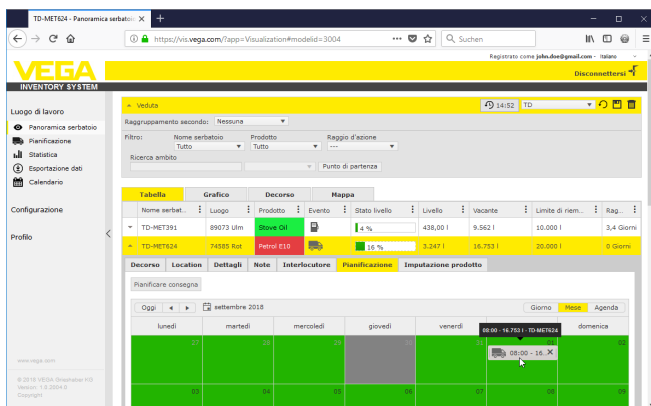 TD-MET624 - Panoramica serbatoio
https://vis.vega.com/?app=Visualization#modelid=3004
Suchen
Registrato come john.doe@gmail.com - Italano
VEGA
Disconnettersi
INVENTORY SYSTEM
Luogo di lavoro
Panoramica serbatoio
Pianificazione
Statistica
Esportazione dati
Calendario
Configurazione
Profilo
www.vega.com
© 2018 VEGA Grieshaber KG
Copyright
Veduta
14:52
TD
Raggruppamento secondo:
Nessuna
Filtro:
Nome serbatoio
Prodotto
Raggio d'azione
Tutto
Tutto
---
Ricerca ambito
Punto di partenza
Tabella
Grafico
Decorso
Mappa
Nome serbat...
Luogo
Prodotto
Evento
Stato livello
Livello
Vacante
Limite di riem...
Rag...
TD-MET391
89073 Ulm
Stove Oil
4 %
438,00 l
9.562 l
10.000 l
3,4 Giorni
TD-MET624
74585 Rot
Petrol E10
16 %
3.247 l
16.753 l
20.000 l
0 Giorni
Decorso
Location
Dettagli
Note
Interlocutore
Pianificazione
Imputazione prodotto
Pianificare consegna
Oggi
settembre 2018
Giorno
Mese
Agenda
lunedì
martedì
mercoledì
giovedì
venerdì
domenica
08:00 - 16.753 l - TD-MET624
27
28
29
30
31
01
02
08:00 - 16...
03
04
05
06
07
08
09